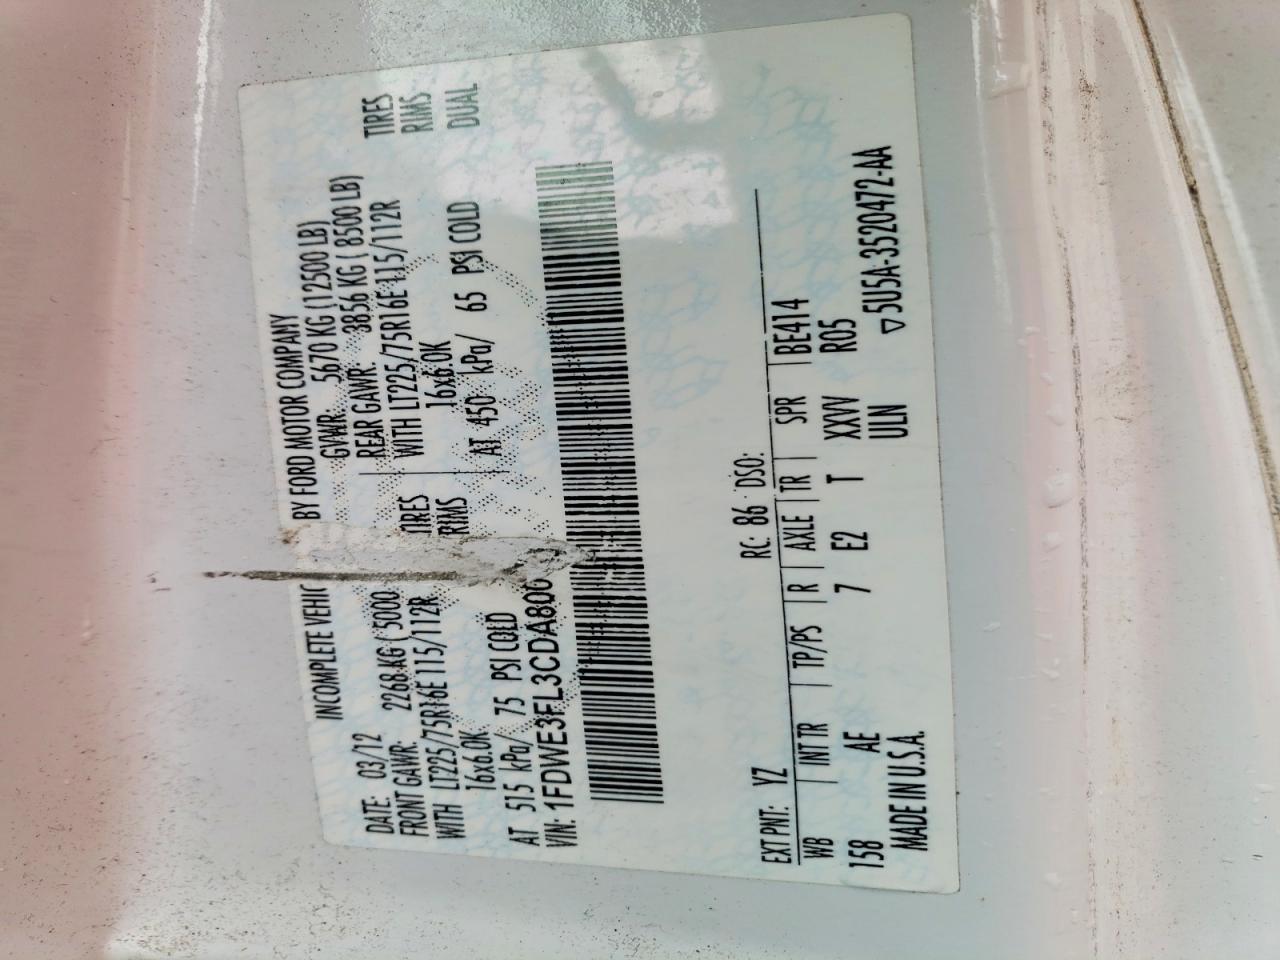 INCOMPLETE VEHIC BY FORD MOTOR COMPANY
DATE: 03/12 GVWR 5670 KG (12500 LB)
FRONT GAWR 2268 KG ( 5000 REAR GAWR 3856 KG ( 8500 LB)
WITH LT225/75R16E 115/112R TIRES WITH LT225/75R16E 115/112R TIRES
16x6.0K RIMS 16x6.0K RIMS
AT 515 kPa/ 75 PSI COLD AT 450 kPa/ 65 PSI COLD DUAL
VIN: 1FDWE3FL3CDA800
EXT PNT: YZ RC: 86 DSO:
WB | INT TR | TP/PS | R | AXLE | TR | SPR | BE414
158 AE 7 E2 T XXVV R05
MADE IN U.S.A. ULN ▽5U5A-3520472-AA